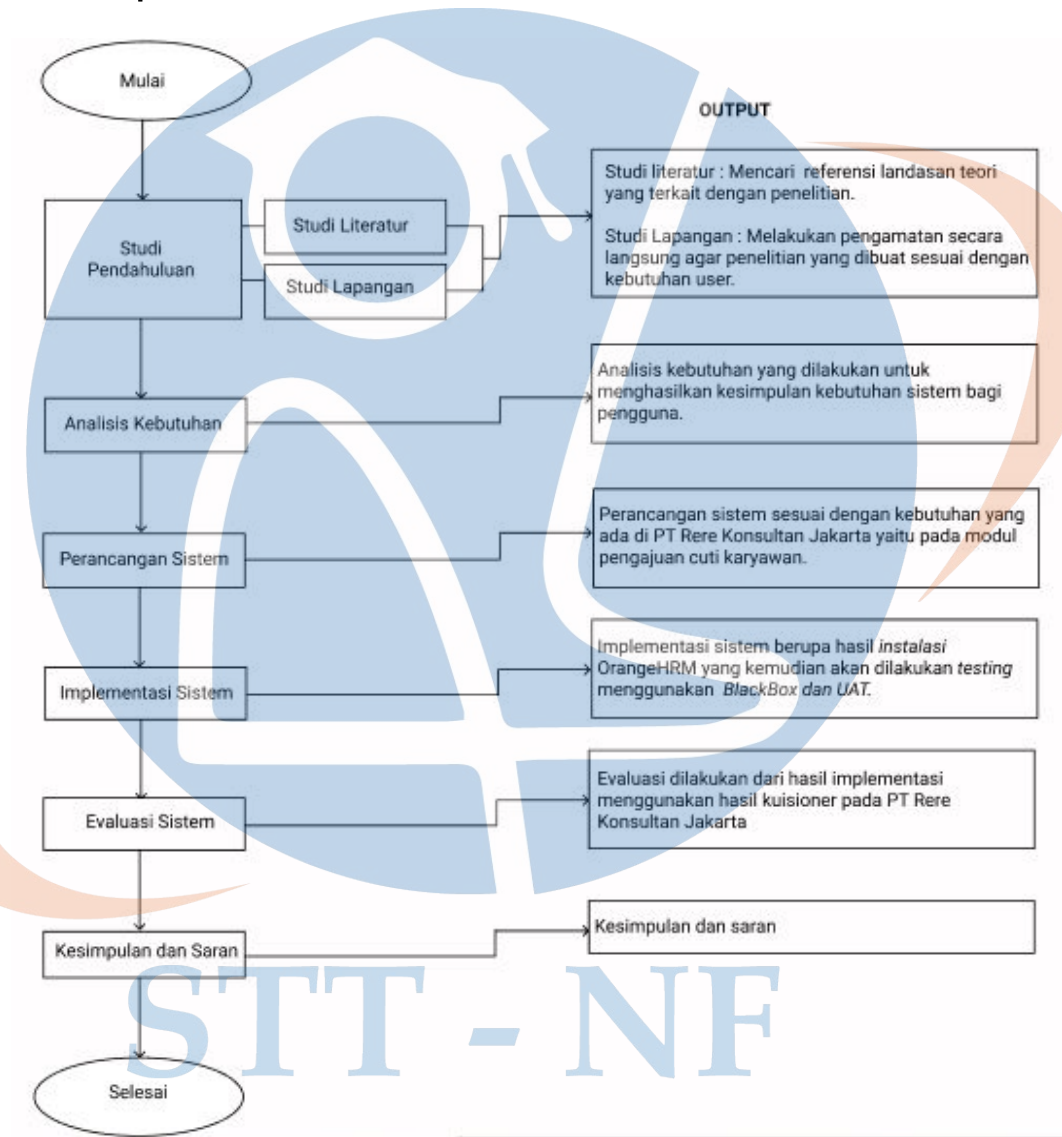 Mulai
OUTPUT
Studi
Pendahuluan
Studi Literatur
Studi Lapangan
Studi literatur : Mencari referensi landasan teori
yang terkait dengan penelitian.
Studi Lapangan : Melakukan pengamatan secara
langsung agar penelitian yang dibuat sesuai dengan
kebutuhan user.
Analisis Kebutuhan
Analisis kebutuhan yang dilakukan untuk
menghasilkan kesimpulan kebutuhan sistem bagi
pengguna.
Perancangan Sistem
Perancangan sistem sesuai dengan kebutuhan yang
ada di PT Rere Konsultan Jakarta yaitu pada modul
pengajuan cuti karyawan.
Implementasi Sistem
Implementasi sistem berupa hasil instalasi
OrangeHRM yang kemudian akan dilakukan testing
menggunakan BlackBox dan UAT.
Evaluasi Sistem
Evaluasi dilakukan dari hasil implementasi
menggunakan hasil kuisioner pada PT Rere
Konsultan Jakarta
Kesimpulan dan Saran
Kesimpulan dan saran
STT - NF
Selesai